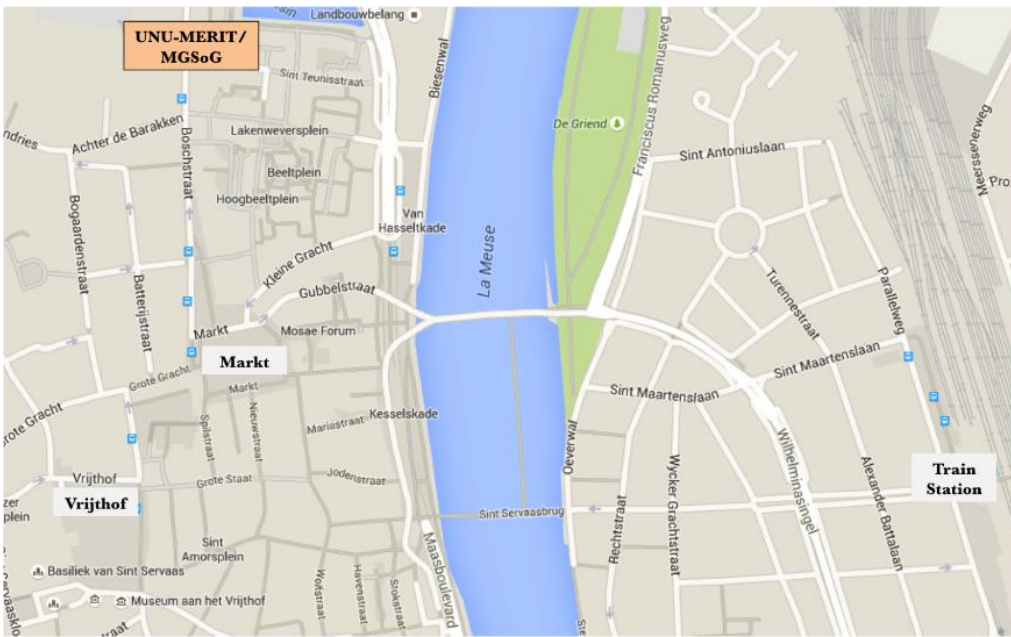 UNU-MERIT/
MGSoG
Landbouwbelang
Sint Teunisstraat
Biesenwal
Franciscus Romanusweg
Meerssenerweg
Achter de Barakken
Lakenweversplein
De Griend
Boschstraat
Beeltplein
Sint Antoniuslaan
Hoogbeeltplein
Bogaardenstraat
Van
Hasseltkade
La Meuse
Kleine Gracht
Batterijstraat
Gubbelstraat
Turennestraat
Parallelweg
Markt
Mosae Forum
Markt
Grote Gracht
Sint Maartenslaan
Markt
Sint Maartenslaan
Grote Gracht
Spilstraat
Nieuwstraat
Kesselskade
Mariastraat
Oeverwal
Wilhelminasingel
Vrijthof
Grote Staat
Jodenstraat
Wycker Grachtstraat
Alexander Battalaan
Train
Station
Vrijthof
Sint Servaasbrug
Rechtstraat
Sint
Amorsplein
Maasboulevard
Basiliek van Sint Servaas
Havenstraat
Stokstraat
Museum aan het Vrijthof